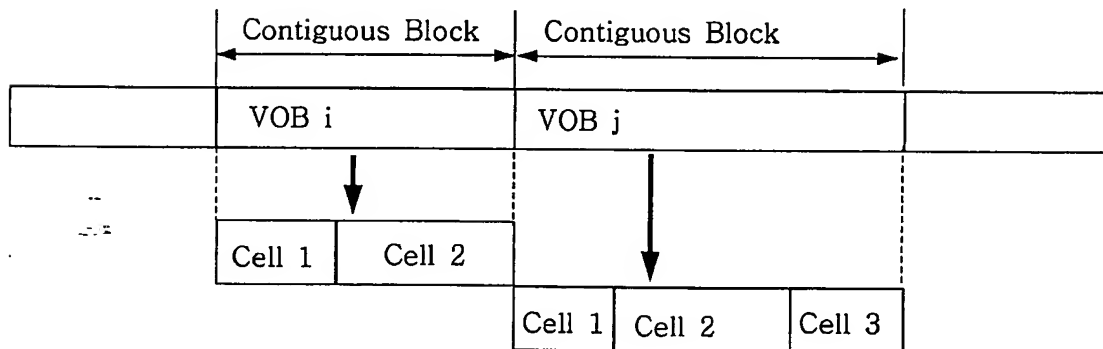 Contiguous Block Contiguous Block
VOB i VOB j
Cell 1 Cell 2
Cell 1 Cell 2 Cell 3